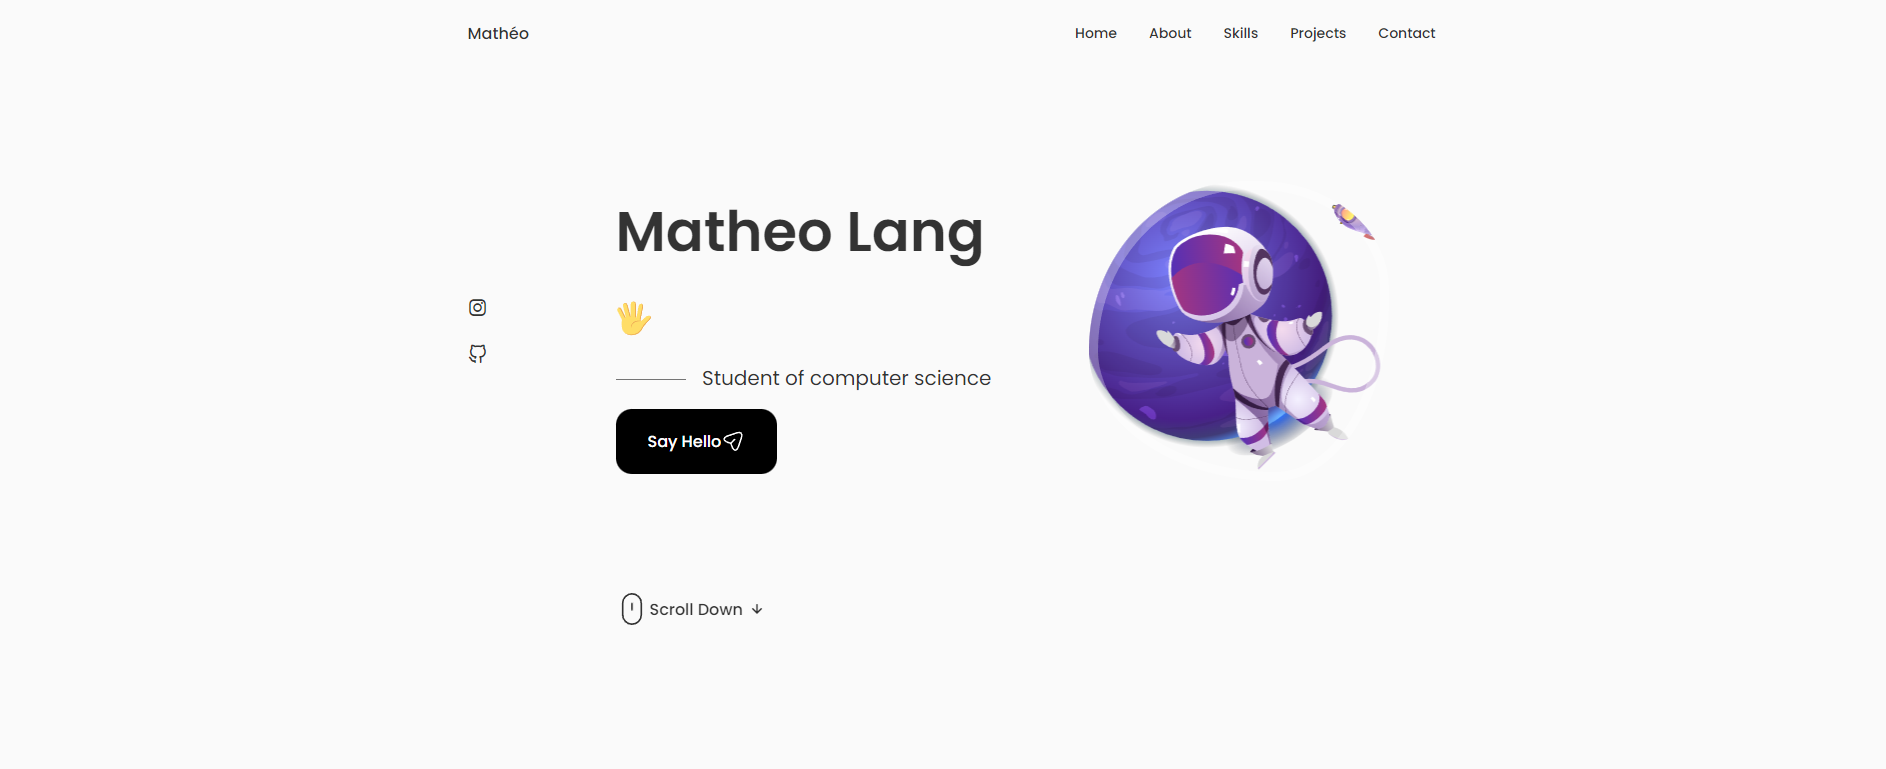 Mathéo
Home About Skills Projects Contact
Matheo Lang
Student of computer science
Say Hello
Scroll Down